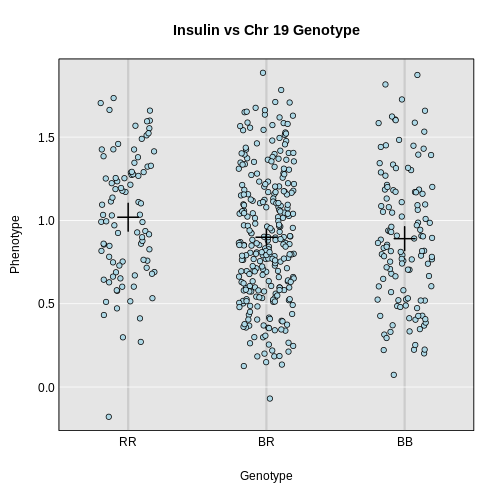 Insulin vs Chr 19 Genotype
Phenotype
1.5
1.0
0.5
0.0
RR BR BB
Genotype